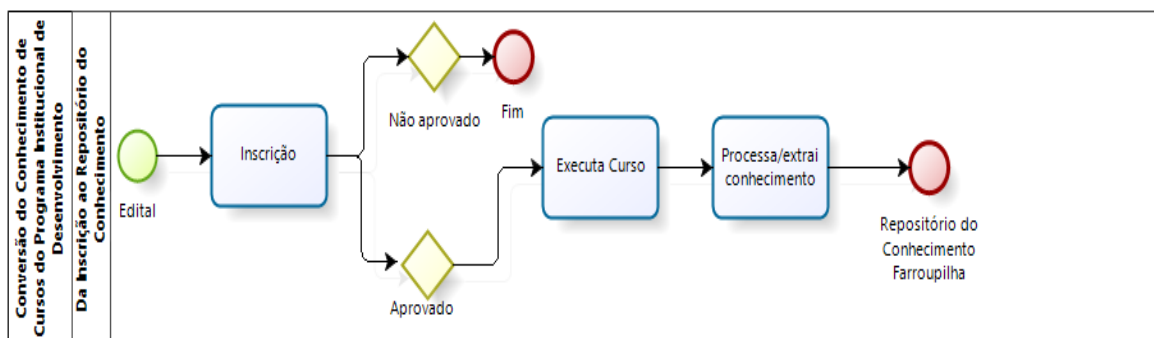 Conversão do Conhecimento de
Cursos do Programa Institucional de
Desenvolvimento
Da Inscrição ao Repositório do
Conhecimento
Edital
Inscrição
Não aprovado
Fim
Aprovado
Executa Curso
Processa/extrai
conhecimento
Repositório do
Conhecimento
Farroupilha